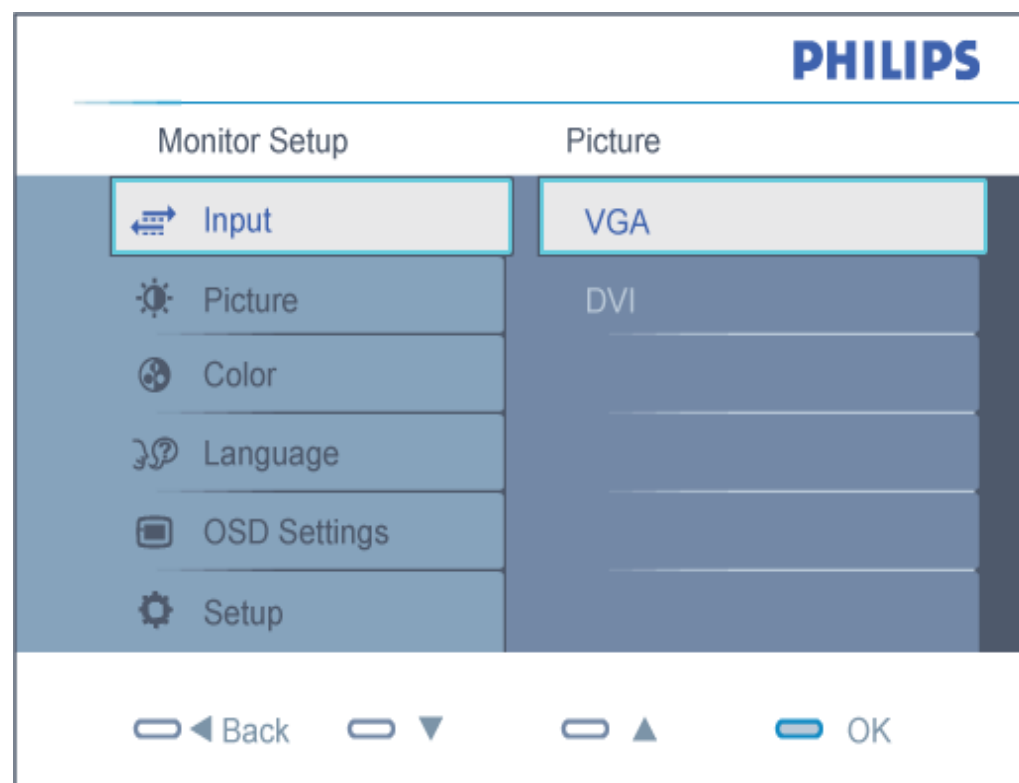 PHILIPS
Monitor Setup Picture
Input VGA
Picture DVI
Color
Language
OSD Settings
Setup
Back OK